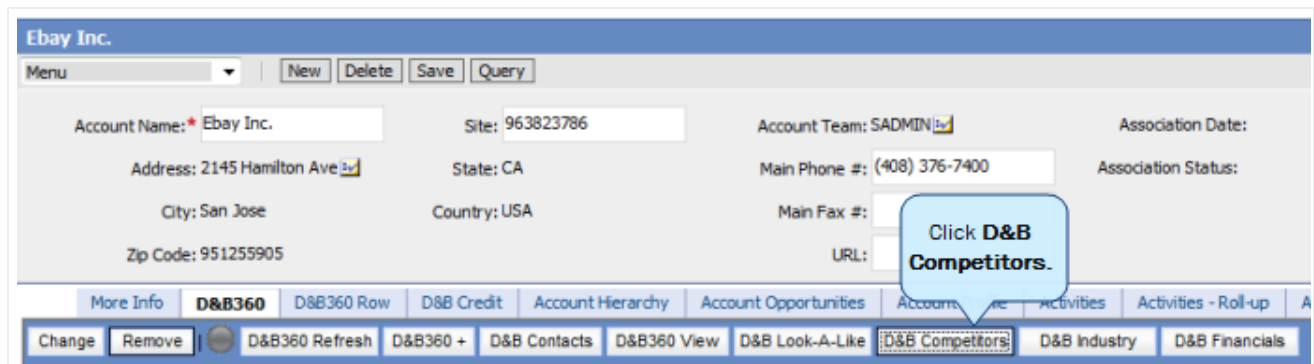 Ebay Inc.
Menu New Delete Save Query
Account Name:* Ebay Inc. Site: 963823786 Account Team: SADMIN Association Date:
Address: 2145 Hamilton Ave State: CA Main Phone #: (408) 376-7400 Association Status:
City: San Jose Country: USA Main Fax #:
Zip Code: 951255905 URL:
Click D&B
Competitors.
More Info D&B360 D&B360 Row D&B Credit Account Hierarchy Account Opportunities Activities Activities - Roll-up
Change Remove D&B360 Refresh D&B360 + D&B Contacts D&B360 View D&B Look-A-Like D&B Competitors D&B Industry D&B Financials